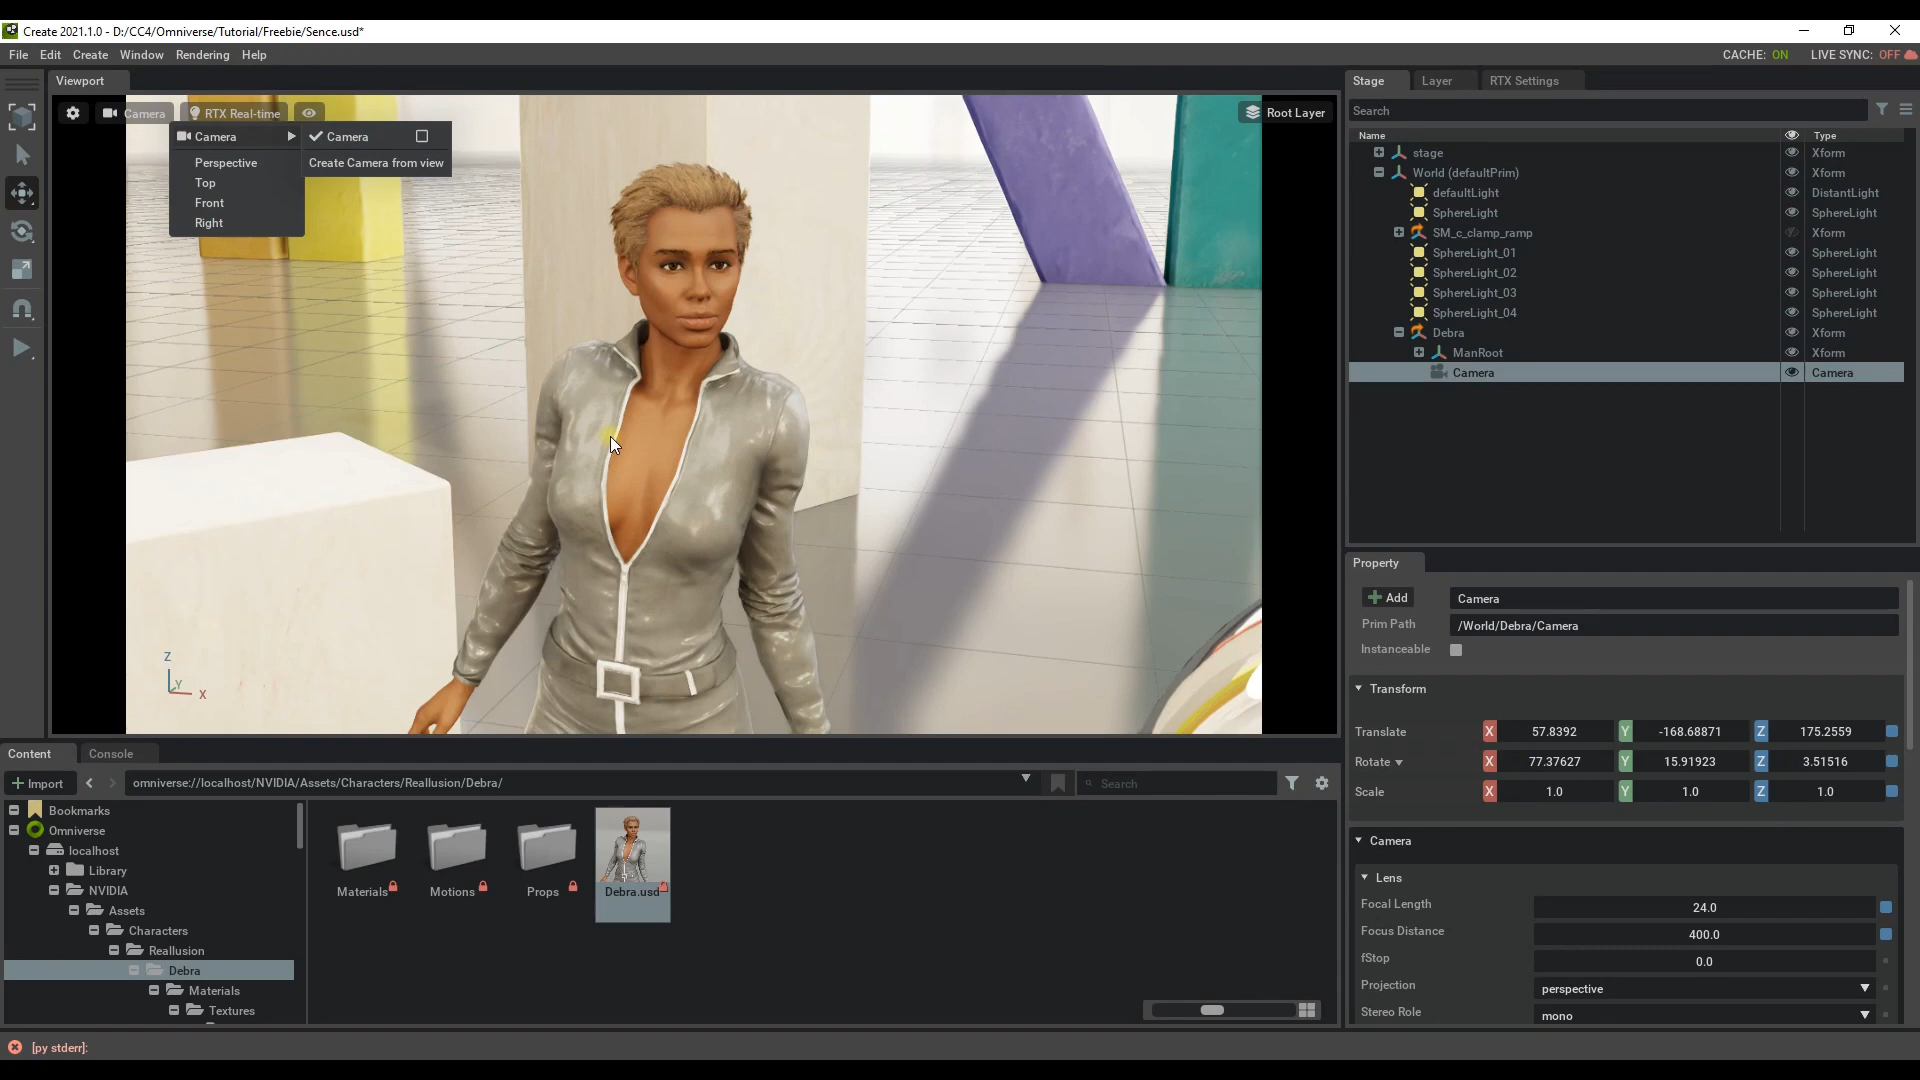 Create 2021.1.0 - D:/CC4/Omniverse/Tutorial/Freebie/Sence.usd*
File Edit Create Window Rendering Help
CACHE: ON LIVE SYNC: OFF
Viewport
Camera RTX Real-time
Root Layer
Camera
Perspective
Top
Front
Right
Camera
Create Camera from view
Z
Y
X
Stage Layer RTX Settings
Search
Name Type
stage Xform
World (defaultPrim) Xform
defaultLight DistantLight
SphereLight SphereLight
SM_c_clamp_ramp Xform
SphereLight_01 SphereLight
SphereLight_02 SphereLight
SphereLight_03 SphereLight
SphereLight_04 SphereLight
Debra Xform
ManRoot Xform
Camera Camera
Property
Add Camera
Prim Path /World/Debra/Camera
Instanceable
Transform
Translate X 57.8392 Y -168.68871 Z 175.2559
Rotate X 77.37627 Y 15.91923 Z 3.51516
Scale X 1.0 Y 1.0 Z 1.0
Camera
Lens
Focal Length 24.0
Focus Distance 400.0
fStop 0.0
Projection perspective
Stereo Role mono
Content Console
Import omniverse://localhost/NVIDIA/Assets/Characters/Reallusion/Debra/ Search
Bookmarks
Omniverse
localhost
Library
NVIDIA
Assets
Characters
Reallusion
Debra
Materials
Textures
Materials Motions Props Debra.usd
[py stderr]: